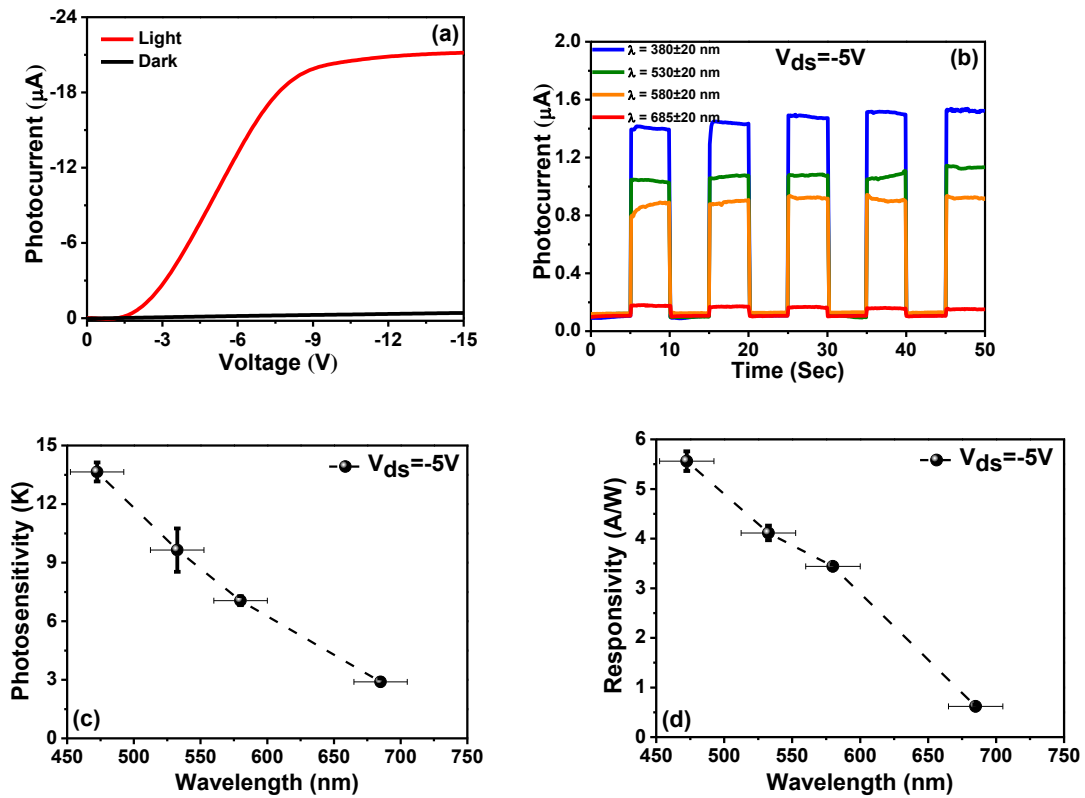 (a)
Light
Dark
-24
-18
-12
-6
0
Photocurrent (μA)
0
-3
-6
-9
-12
-15
Voltage (V)
(b)
V_ds=-5V
λ = 380±20 nm
λ = 530±20 nm
λ = 580±20 nm
λ = 685±20 nm
2.0
1.6
1.2
0.8
0.4
0.0
Photocurrent (μA)
0
10
20
30
40
50
Time (Sec)
V_ds=-5V
15
12
9
6
3
0
Photosensitivity (K)
(c)
450
500
550
600
650
700
750
Wavelength (nm)
V_ds=-5V
6
5
4
3
2
1
0
Responsivity (A/W)
(d)
450
500
550
600
650
700
750
Wavelength (nm)